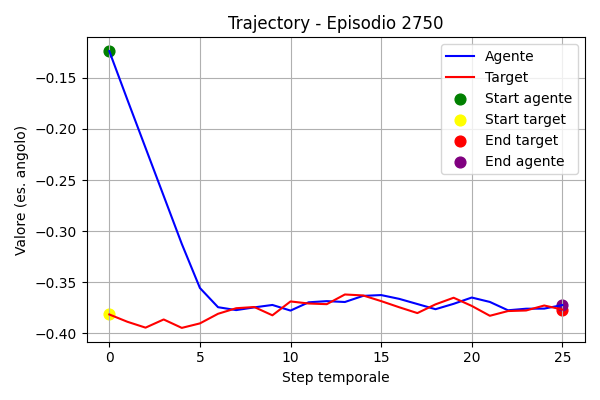 Trajectory - Episodio 2750
Agente
Target
Start agente
Start target
End target
End agente
−0.15
−0.20
−0.25
−0.30
−0.35
−0.40
Valore (es. angolo)
0
5
10
15
20
25
Step temporale